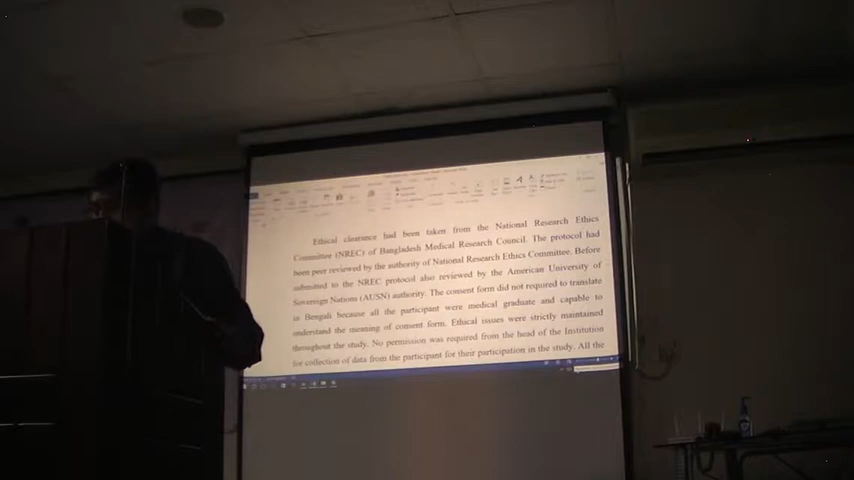 Ethical clearance had been taken from the National Research Ethics
Committee (NREC) of Bangladesh Medical Research Council. The protocol had
been peer reviewed by the authority of National Research Ethics Committee. Before
submitted to the NREC protocol also reviewed by the American University of
Sovereign Nations (AUSN) authority. The consent form did not required to translate
in Bengali because all the participant were medical graduate and capable to
understand the meaning of consent form. Ethical issues were strictly maintained
throughout the study. No permission was required from the head of the Institution
for collection of data from the participant for their participation in the study. All the